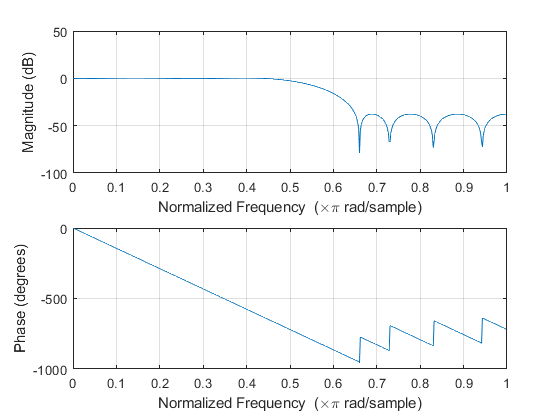 50
0
-50
-100
Magnitude (dB)
0 0.1 0.2 0.3 0.4 0.5 0.6 0.7 0.8 0.9 1
Normalized Frequency (×π rad/sample)
0
-500
-1000
Phase (degrees)
0 0.1 0.2 0.3 0.4 0.5 0.6 0.7 0.8 0.9 1
Normalized Frequency (×π rad/sample)